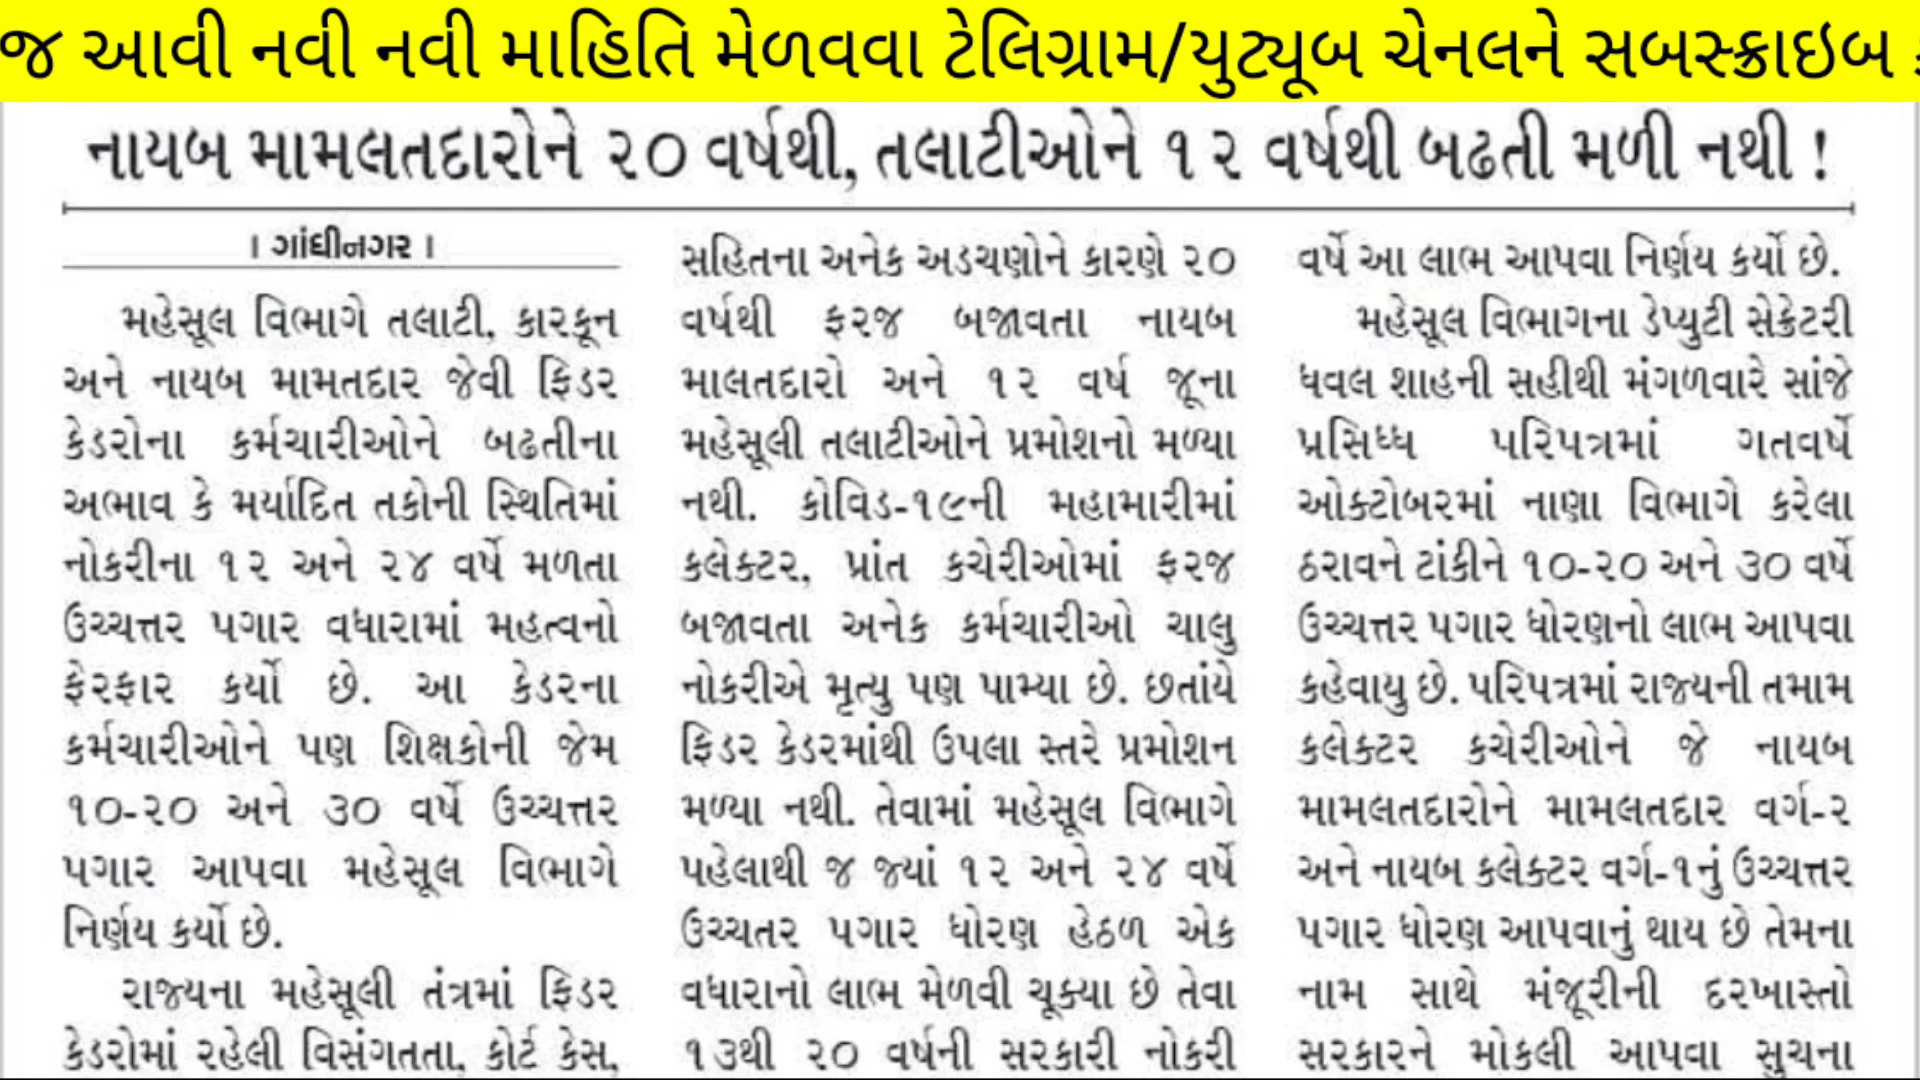 જ આવી નવી નવી માહિતિ મેળવવા ટેલિગ્રામ/યુટ્યૂબ ચેનલને સબસ્ક્રાઇબ
નાયબ મામલતદારોને ૨૦ વર્ષથી, તલાટીઓને ૧૨ વર્ષથી બઢતી મળી નથી !
। ગાંધીનગર ।
મહેસૂલ વિભાગે તલાટી, કારકૂન
અને નાયબ મામતદાર જેવી ફિડર
કેડરોના કર્મચારીઓને બઢતીના
અભાવ કે મર્યાદિત તકોની સ્થિતિમાં
નોકરીના ૧૨ અને ૨૪ વર્ષે મળતા
ઉચ્ચત્તર પગાર વધારામાં મહત્વનો
ફેરફાર કર્યો છે. આ કેડરના
કર્મચારીઓને પણ શિક્ષકોની જેમ
૧૦-૨૦ અને ૩૦ વર્ષે ઉચ્ચત્તર
પગાર આપવા મહેસૂલ વિભાગે
નિર્ણય કર્યો છે.
રાજ્યના મહેસૂલી તંત્રમાં ફિડર
કેડરોમાં રહેલી વિસંગતતા, કોર્ટ કેસ,
સહિતના અનેક અડચણોને કારણે ૨૦
વર્ષથી ફરજ બજાવતા નાયબ
માલતદારો અને ૧૨ વર્ષ જૂના
મહેસૂલી તલાટીઓને પ્રમોશનો મળ્યા
નથી. કોવિડ-૧૯ની મહામારીમાં
કલેક્ટર, પ્રાંત કચેરીઓમાં ફરજ
બજાવતા અનેક કર્મચારીઓ ચાલુ
નોકરીએ મૃત્યુ પણ પામ્યા છે. છતાંયે
ફિડર કેડરમાંથી ઉપલા સ્તરે પ્રમોશન
મળ્યા નથી. તેવામાં મહેસૂલ વિભાગે
પહેલાથી જ જ્યાં ૧૨ અને ૨૪ વર્ષે
ઉચ્ચતર પગાર ધોરણ હેઠળ એક
વધારાનો લાભ મેળવી ચૂક્યા છે તેવા
૧૩થી ૨૦ વર્ષની સરકારી નોકરી
વર્ષે આ લાભ આપવા નિર્ણય કર્યો છે.
મહેસૂલ વિભાગના ડેપ્યુટી સેક્રેટરી
ધવલ શાહની સહીથી મંગળવારે સાંજે
પ્રસિધ્ધ પરિપત્રમાં ગતવર્ષે
ઓક્ટોબરમાં નાણા વિભાગે કરેલા
ઠરાવને ટાંકીને ૧૦-૨૦ અને ૩૦ વર્ષે
ઉચ્ચત્તર પગાર ધોરણનો લાભ આપવા
કહેવાયુ છે. પરિપત્રમાં રાજ્યની તમામ
કલેક્ટર કચેરીઓને જે નાયબ
મામલતદારોને મામલતદાર વર્ગ-૨
અને નાયબ કલેક્ટર વર્ગ-૧નું ઉચ્ચત્તર
પગાર ધોરણ આપવાનું થાય છે તેમના
નામ સાથે મંજૂરીની દરખાસ્તો
સરકારને મોકલી આપવા સુચના